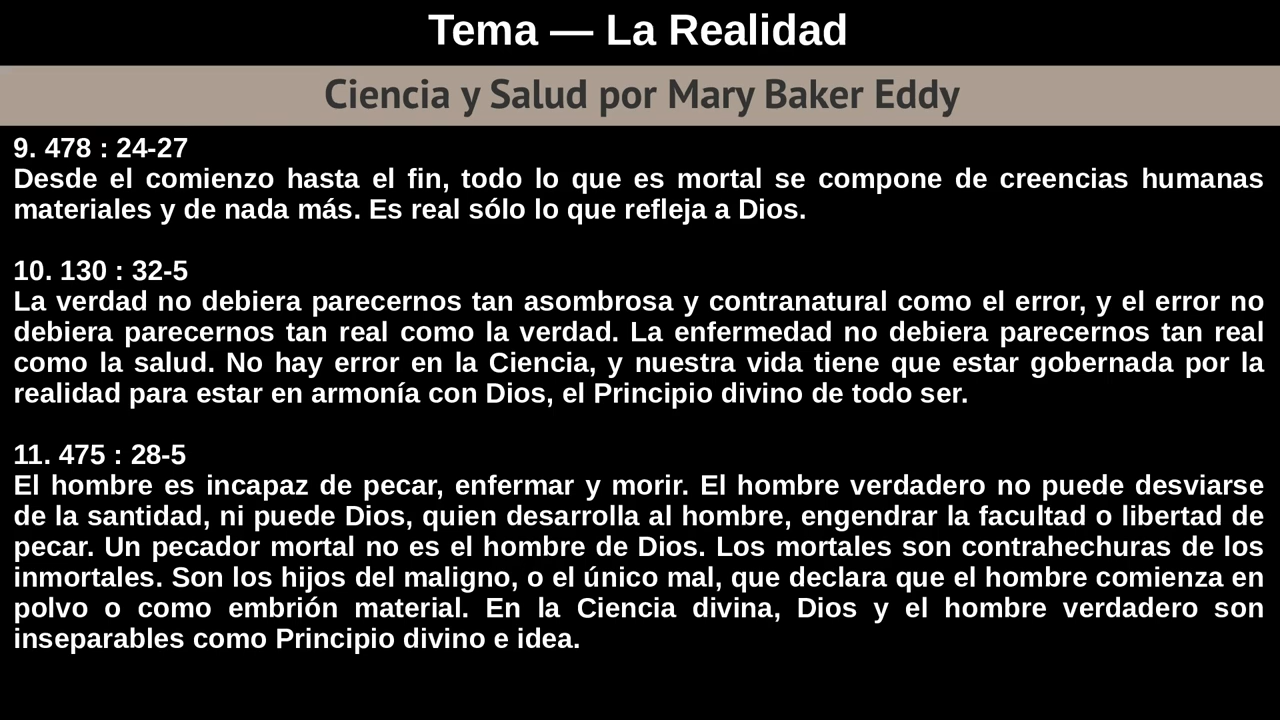 Tema — La Realidad
Ciencia y Salud por Mary Baker Eddy
9. 478 : 24-27
Desde el comienzo hasta el fin, todo lo que es mortal se compone de creencias humanas
materiales y de nada más. Es real sólo lo que refleja a Dios.
10. 130 : 32-5
La verdad no debiera parecernos tan asombrosa y contranatural como el error, y el error no
debiera parecernos tan real como la verdad. La enfermedad no debiera parecernos tan real
como la salud. No hay error en la Ciencia, y nuestra vida tiene que estar gobernada por la
realidad para estar en armonía con Dios, el Principio divino de todo ser.
11. 475 : 28-5
El hombre es incapaz de pecar, enfermar y morir. El hombre verdadero no puede desviarse
de la santidad, ni puede Dios, quien desarrolla al hombre, engendrar la facultad o libertad de
pecar. Un pecador mortal no es el hombre de Dios. Los mortales son contrahechuras de los
inmortales. Son los hijos del maligno, o el único mal, que declara que el hombre comienza en
polvo o como embrión material. En la Ciencia divina, Dios y el hombre verdadero son
inseparables como Principio divino e idea.